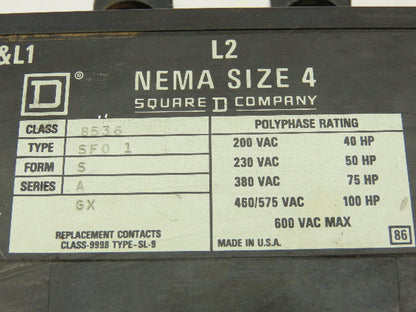 &L1
L2
D ®
NEMA SIZE 4
SQUARE D COMPANY
CLASS 8536
TYPE SFO 1
FORM S
SERIES A
GX
REPLACEMENT CONTACTS
CLASS-9998 TYPE-SL-9
POLYPHASE RATING
200 VAC 40 HP
230 VAC 50 HP
380 VAC 75 HP
460/575 VAC 100 HP
600 VAC MAX
MADE IN U.S.A. 86